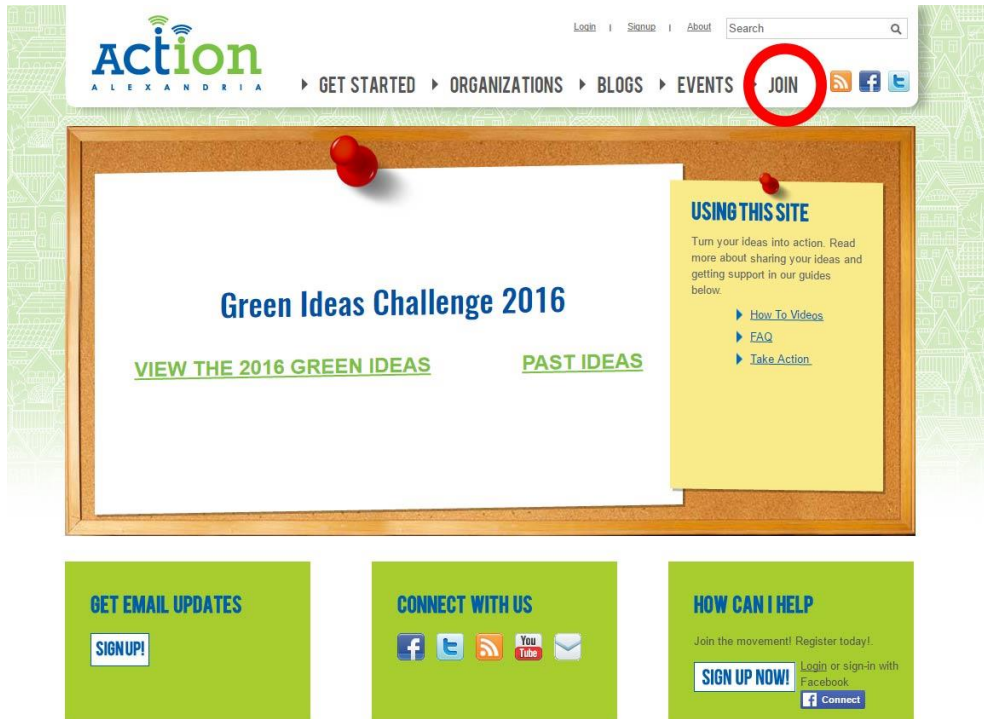 Login | Signup | About Search
Action
ALEXANDRIA
GET STARTED ORGANIZATIONS BLOGS EVENTS JOIN
Green Ideas Challenge 2016
VIEW THE 2016 GREEN IDEAS PAST IDEAS
USING THIS SITE
Turn your ideas into action. Read
more about sharing your ideas and
getting support in our guides
below.
How To Videos
FAQ
Take Action
GET EMAIL UPDATES
SIGN UP!
CONNECT WITH US
You
Tube
HOW CAN I HELP
Join the movement! Register today!.
SIGN UP NOW!
Login or sign-in with
Facebook
Connect